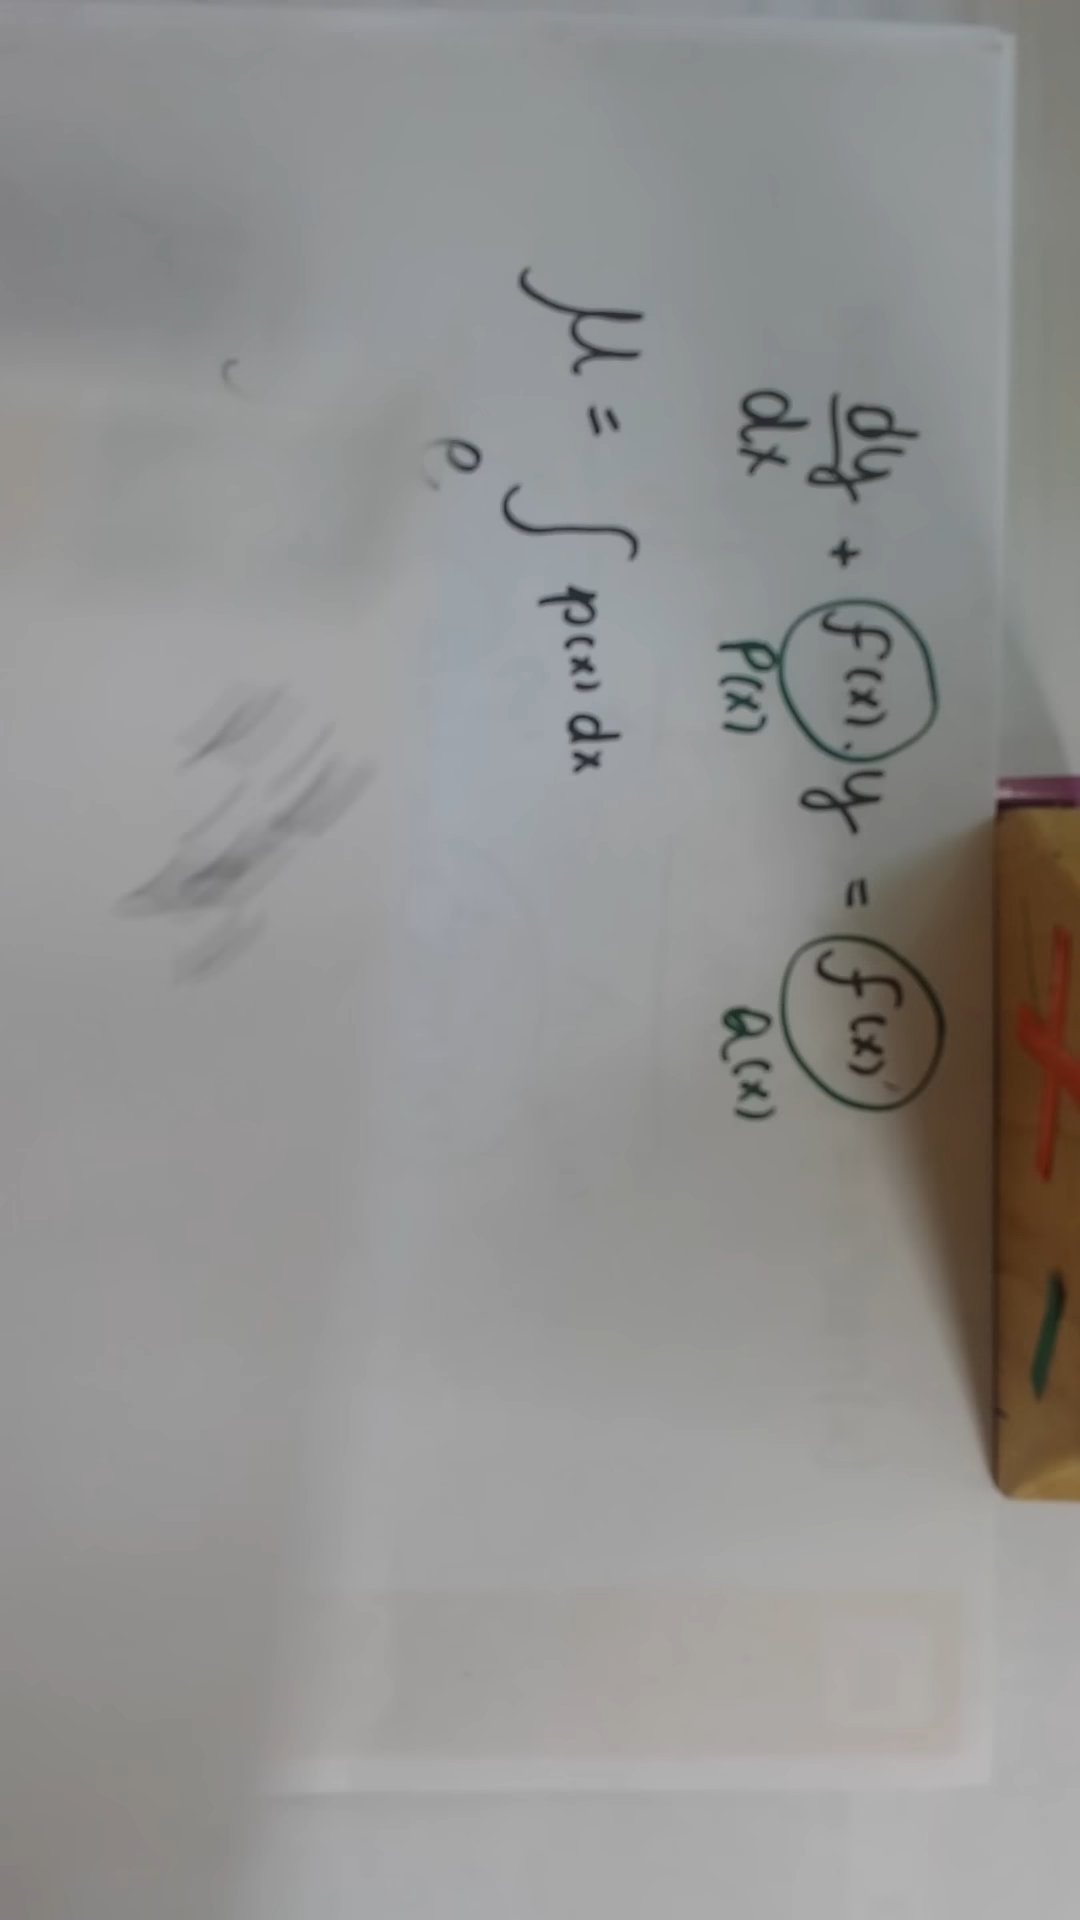 dy/dx + f(x).y = f(x)
P(x) Q(x)
μ = e^∫p(x)dx